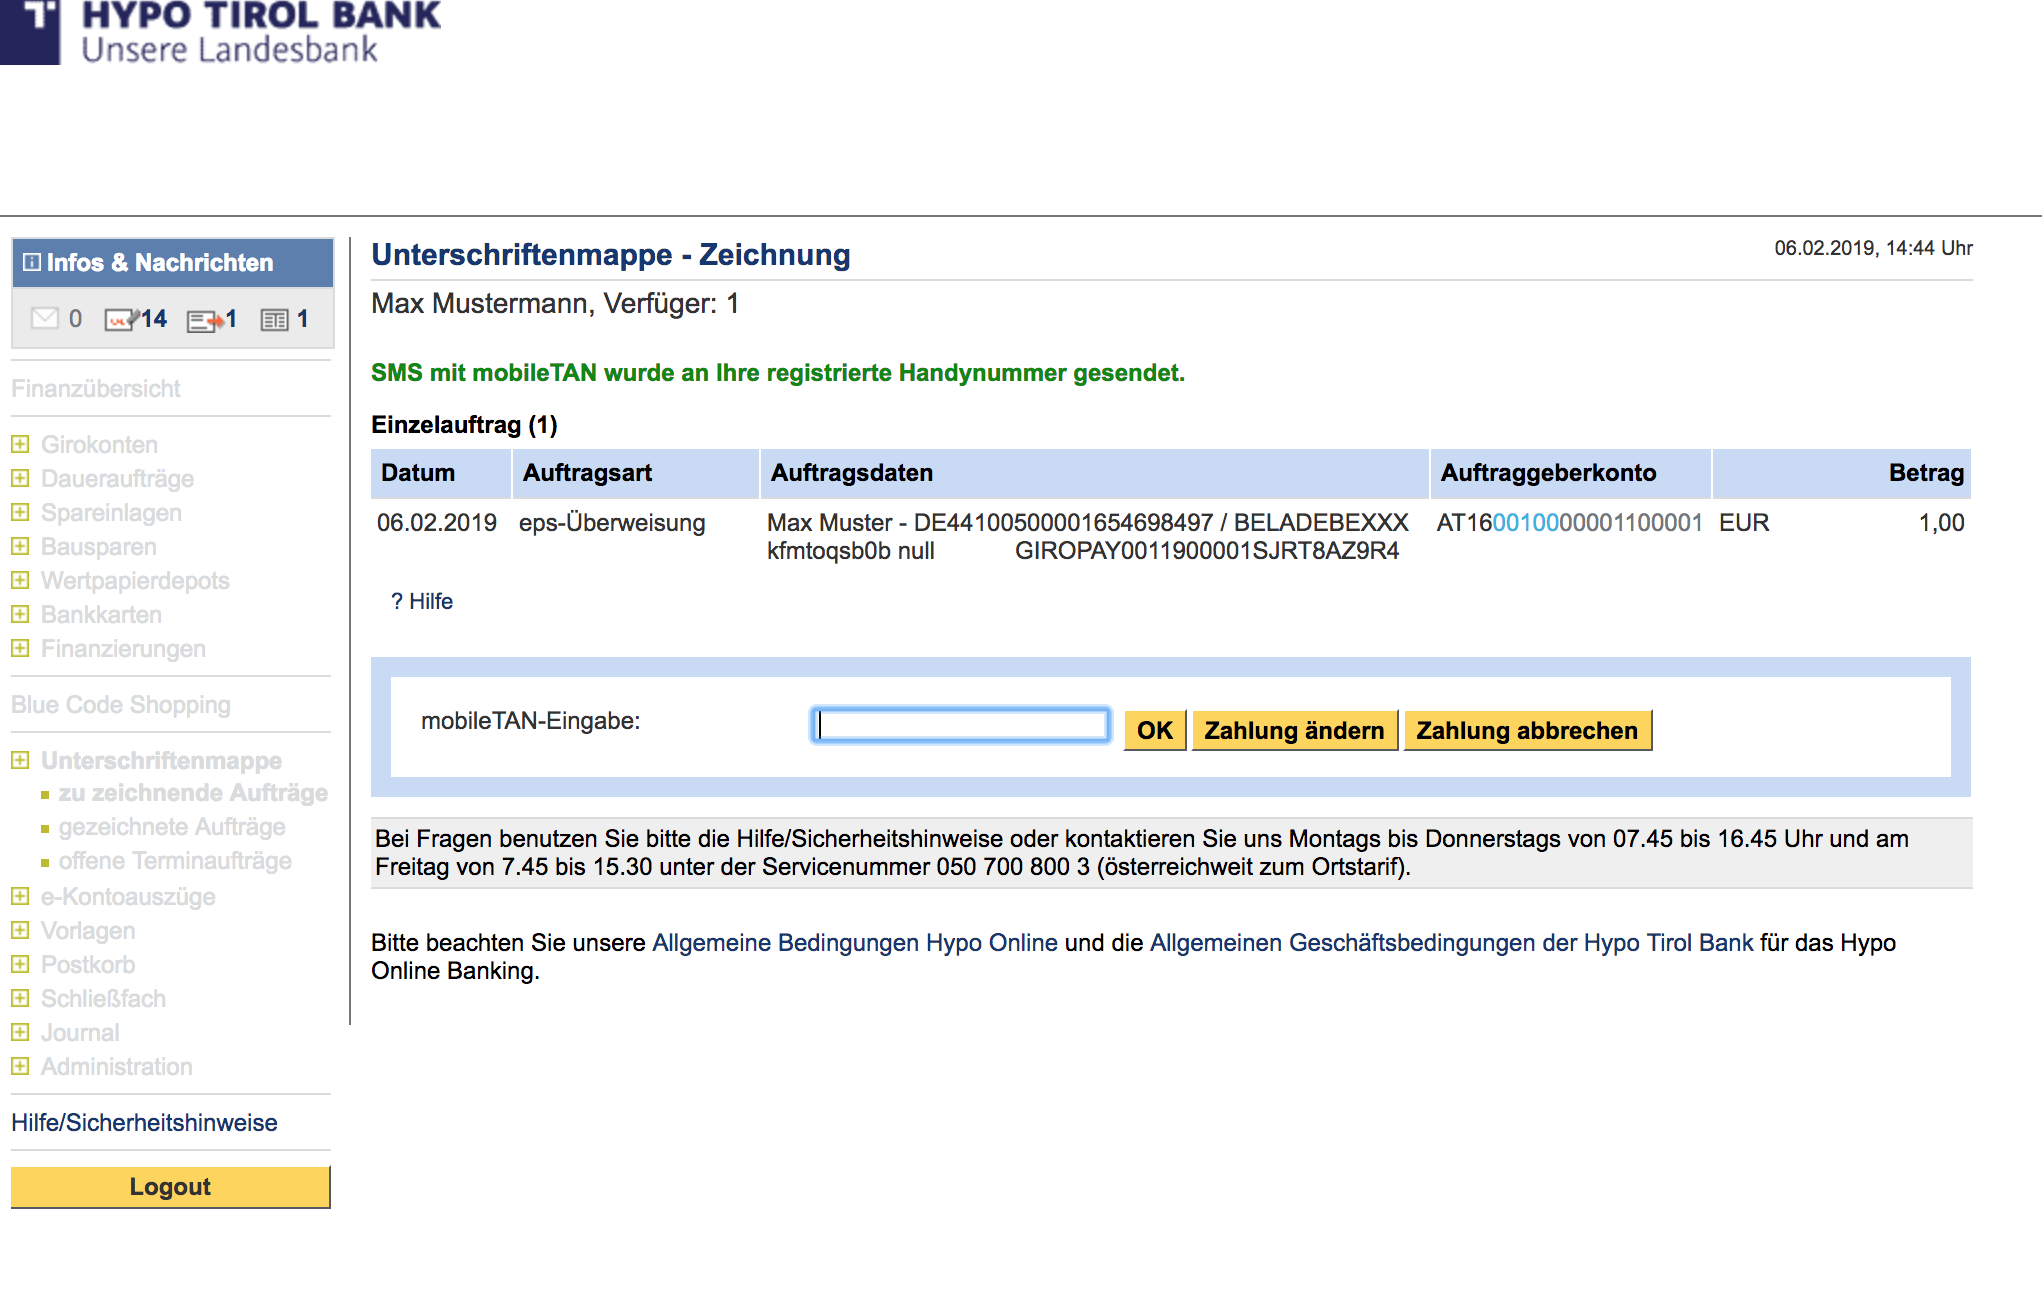 HYPO TIROL BANK
Unsere Landesbank
Infos & Nachrichten
0 14 1 1
Finanzübersicht
Girokonten
Daueraufträge
Spareinlagen
Bausparen
Wertpapierdepots
Bankkarten
Finanzierungen
Blue Code Shopping
Unterschriftenmappe
zu zeichnende Aufträge
gezeichnete Aufträge
offene Terminaufträge
e-Kontoauszüge
Vorlagen
Postkorb
Schließfach
Journal
Administration
Hilfe/Sicherheitshinweise
Logout
Unterschriftenmappe - Zeichnung
06.02.2019, 14:44 Uhr
Max Mustermann, Verfüger: 1
SMS mit mobileTAN wurde an Ihre registrierte Handynummer gesendet.
Einzelauftrag (1)
Datum Auftragsart Auftragsdaten Auftraggeberkonto Betrag
06.02.2019 eps-Überweisung Max Muster - DE44100500001654698497 / BELADEBEXXX AT160010000001100001 EUR 1,00
kfmtoqsb0b null GIROPAY0011900001SJRT8AZ9R4
? Hilfe
mobileTAN-Eingabe: OK Zahlung ändern Zahlung abbrechen
Bei Fragen benutzen Sie bitte die Hilfe/Sicherheitshinweise oder kontaktieren Sie uns Montags bis Donnerstags von 07.45 bis 16.45 Uhr und am
Freitag von 7.45 bis 15.30 unter der Servicenummer 050 700 800 3 (österreichweit zum Ortstarif).
Bitte beachten Sie unsere Allgemeine Bedingungen Hypo Online und die Allgemeinen Geschäftsbedingungen der Hypo Tirol Bank für das Hypo
Online Banking.